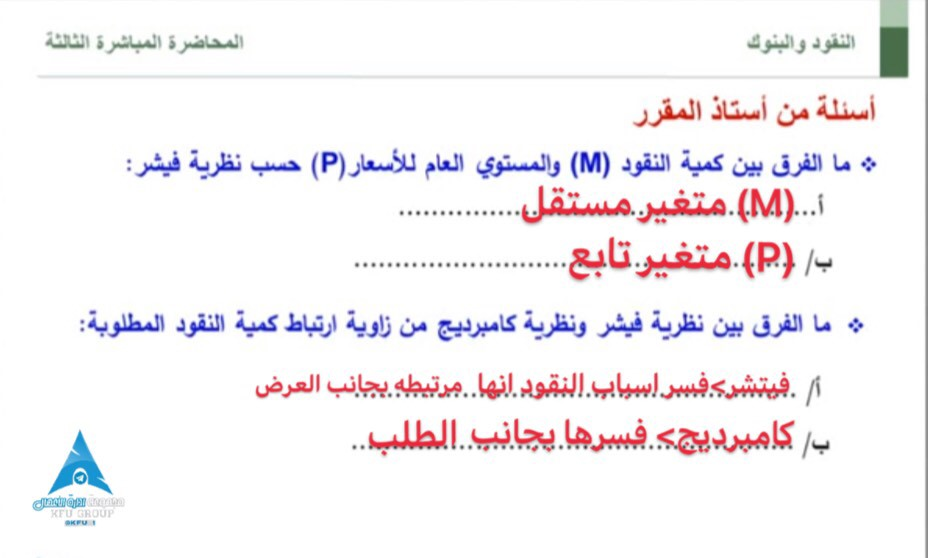 النقود والبنوك
المحاضرة المباشرة الثالثة
أسئلة من أستاذ المقرر
❖ ما الفرق بين كمية النقود (M) والمستوي العام للأسعار(P) حسب نظرية فيشر:
أ...(M) متغير مستقل..................
ب/ (P) متغير تابع..........................
❖ ما الفرق بين نظرية فيشر ونظرية كامبرديج من زاوية ارتباط كمية النقود المطلوبة:
أ/ فيتشر>فسر اسباب النقود انها مرتبطه بجانب العرض
ب/ كامبرديج> فسرها بجانب الطلب..
KFU GROUP